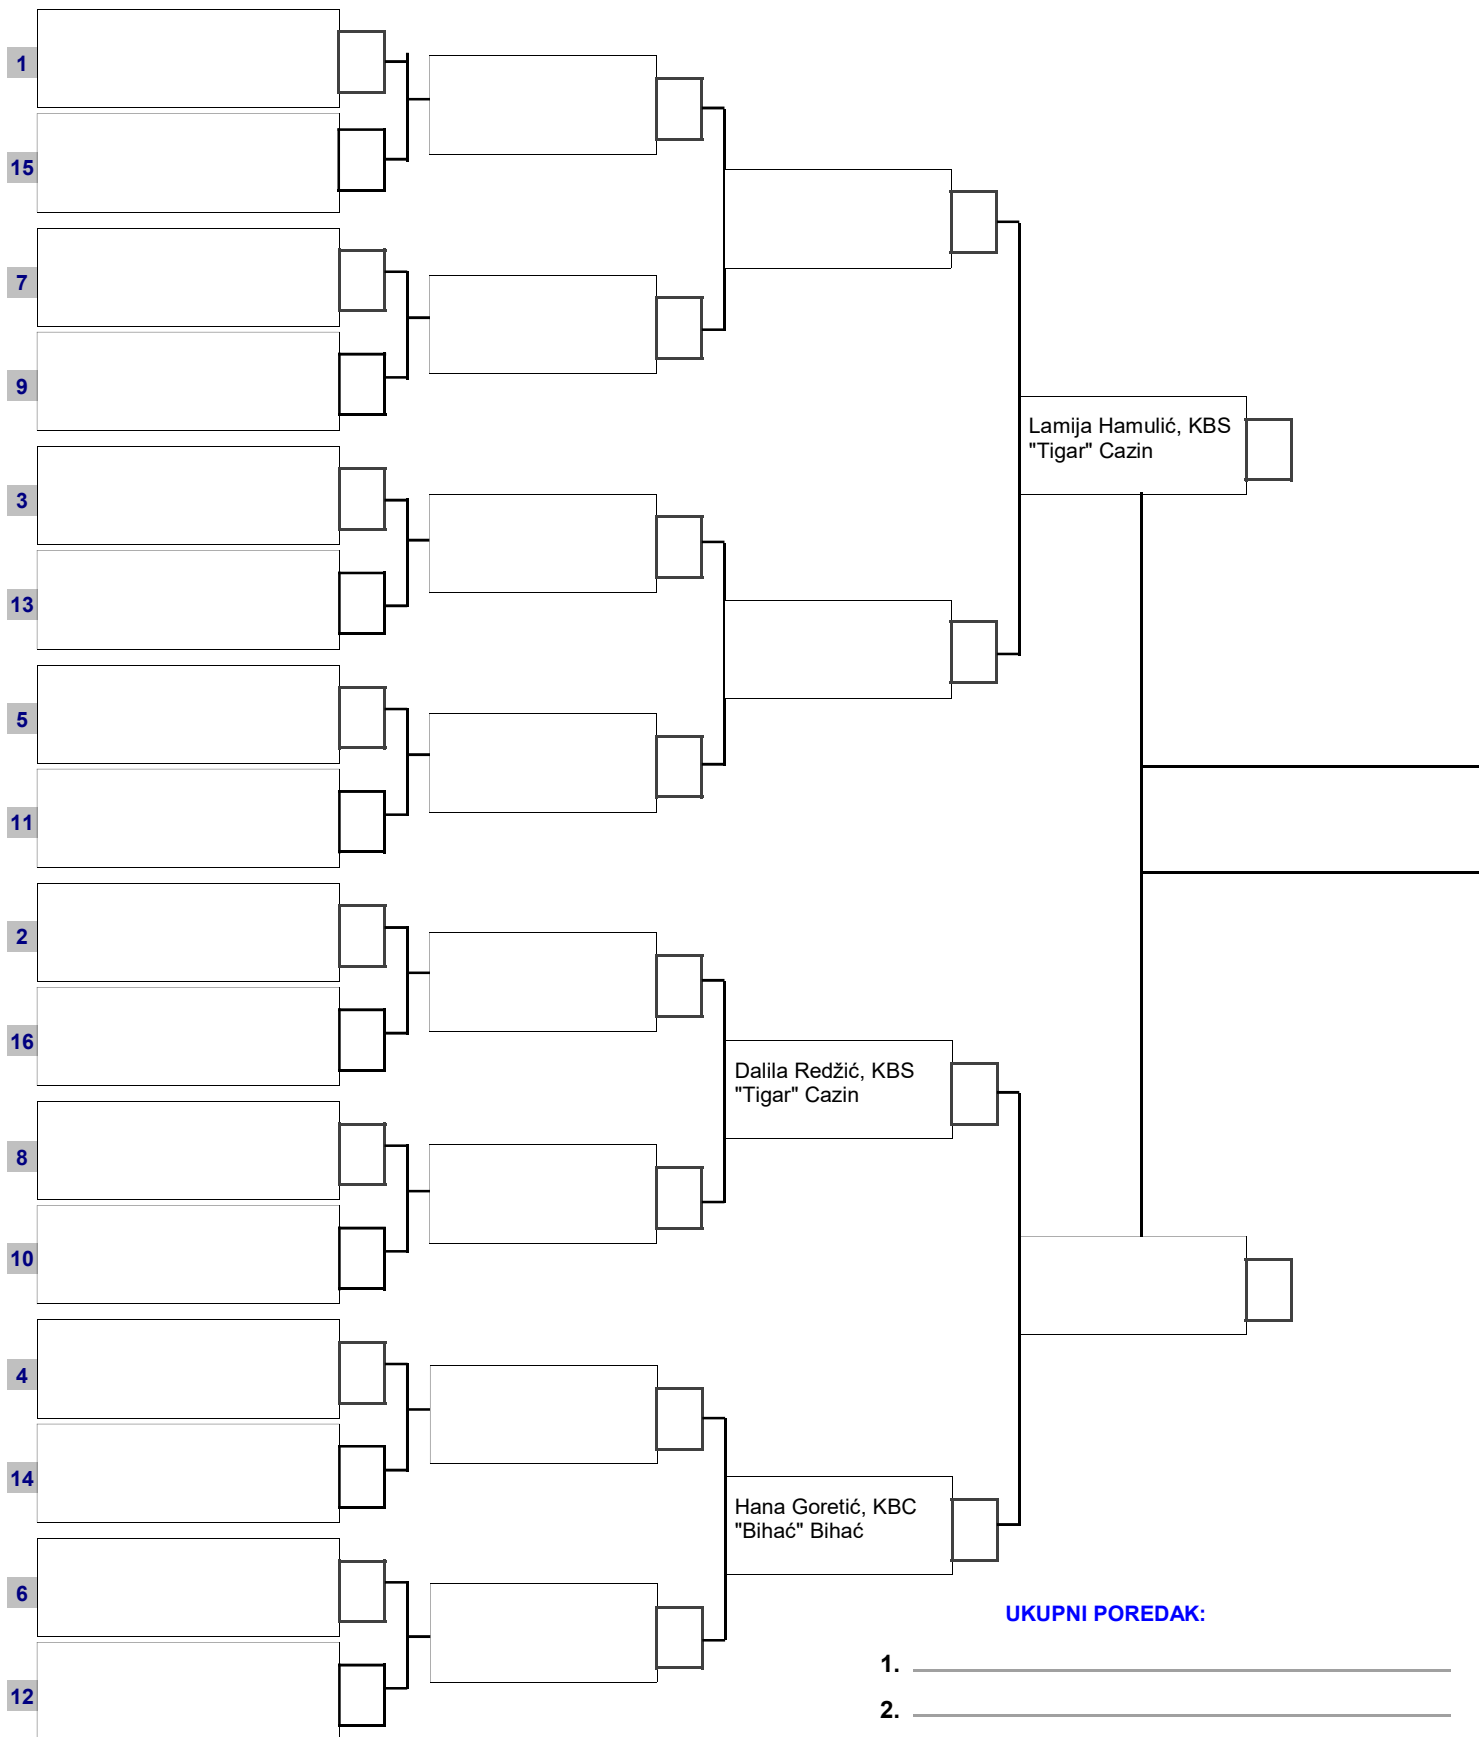 1
15
7
9
3
13
5
11
2
16
8
10
4
14
6
12
Lamija Hamulić, KBS
"Tigar" Cazin
Dalila Redžić, KBS
"Tigar" Cazin
Hana Goretić, KBC
"Bihać" Bihać
UKUPNI POREDAK:
1.
2.